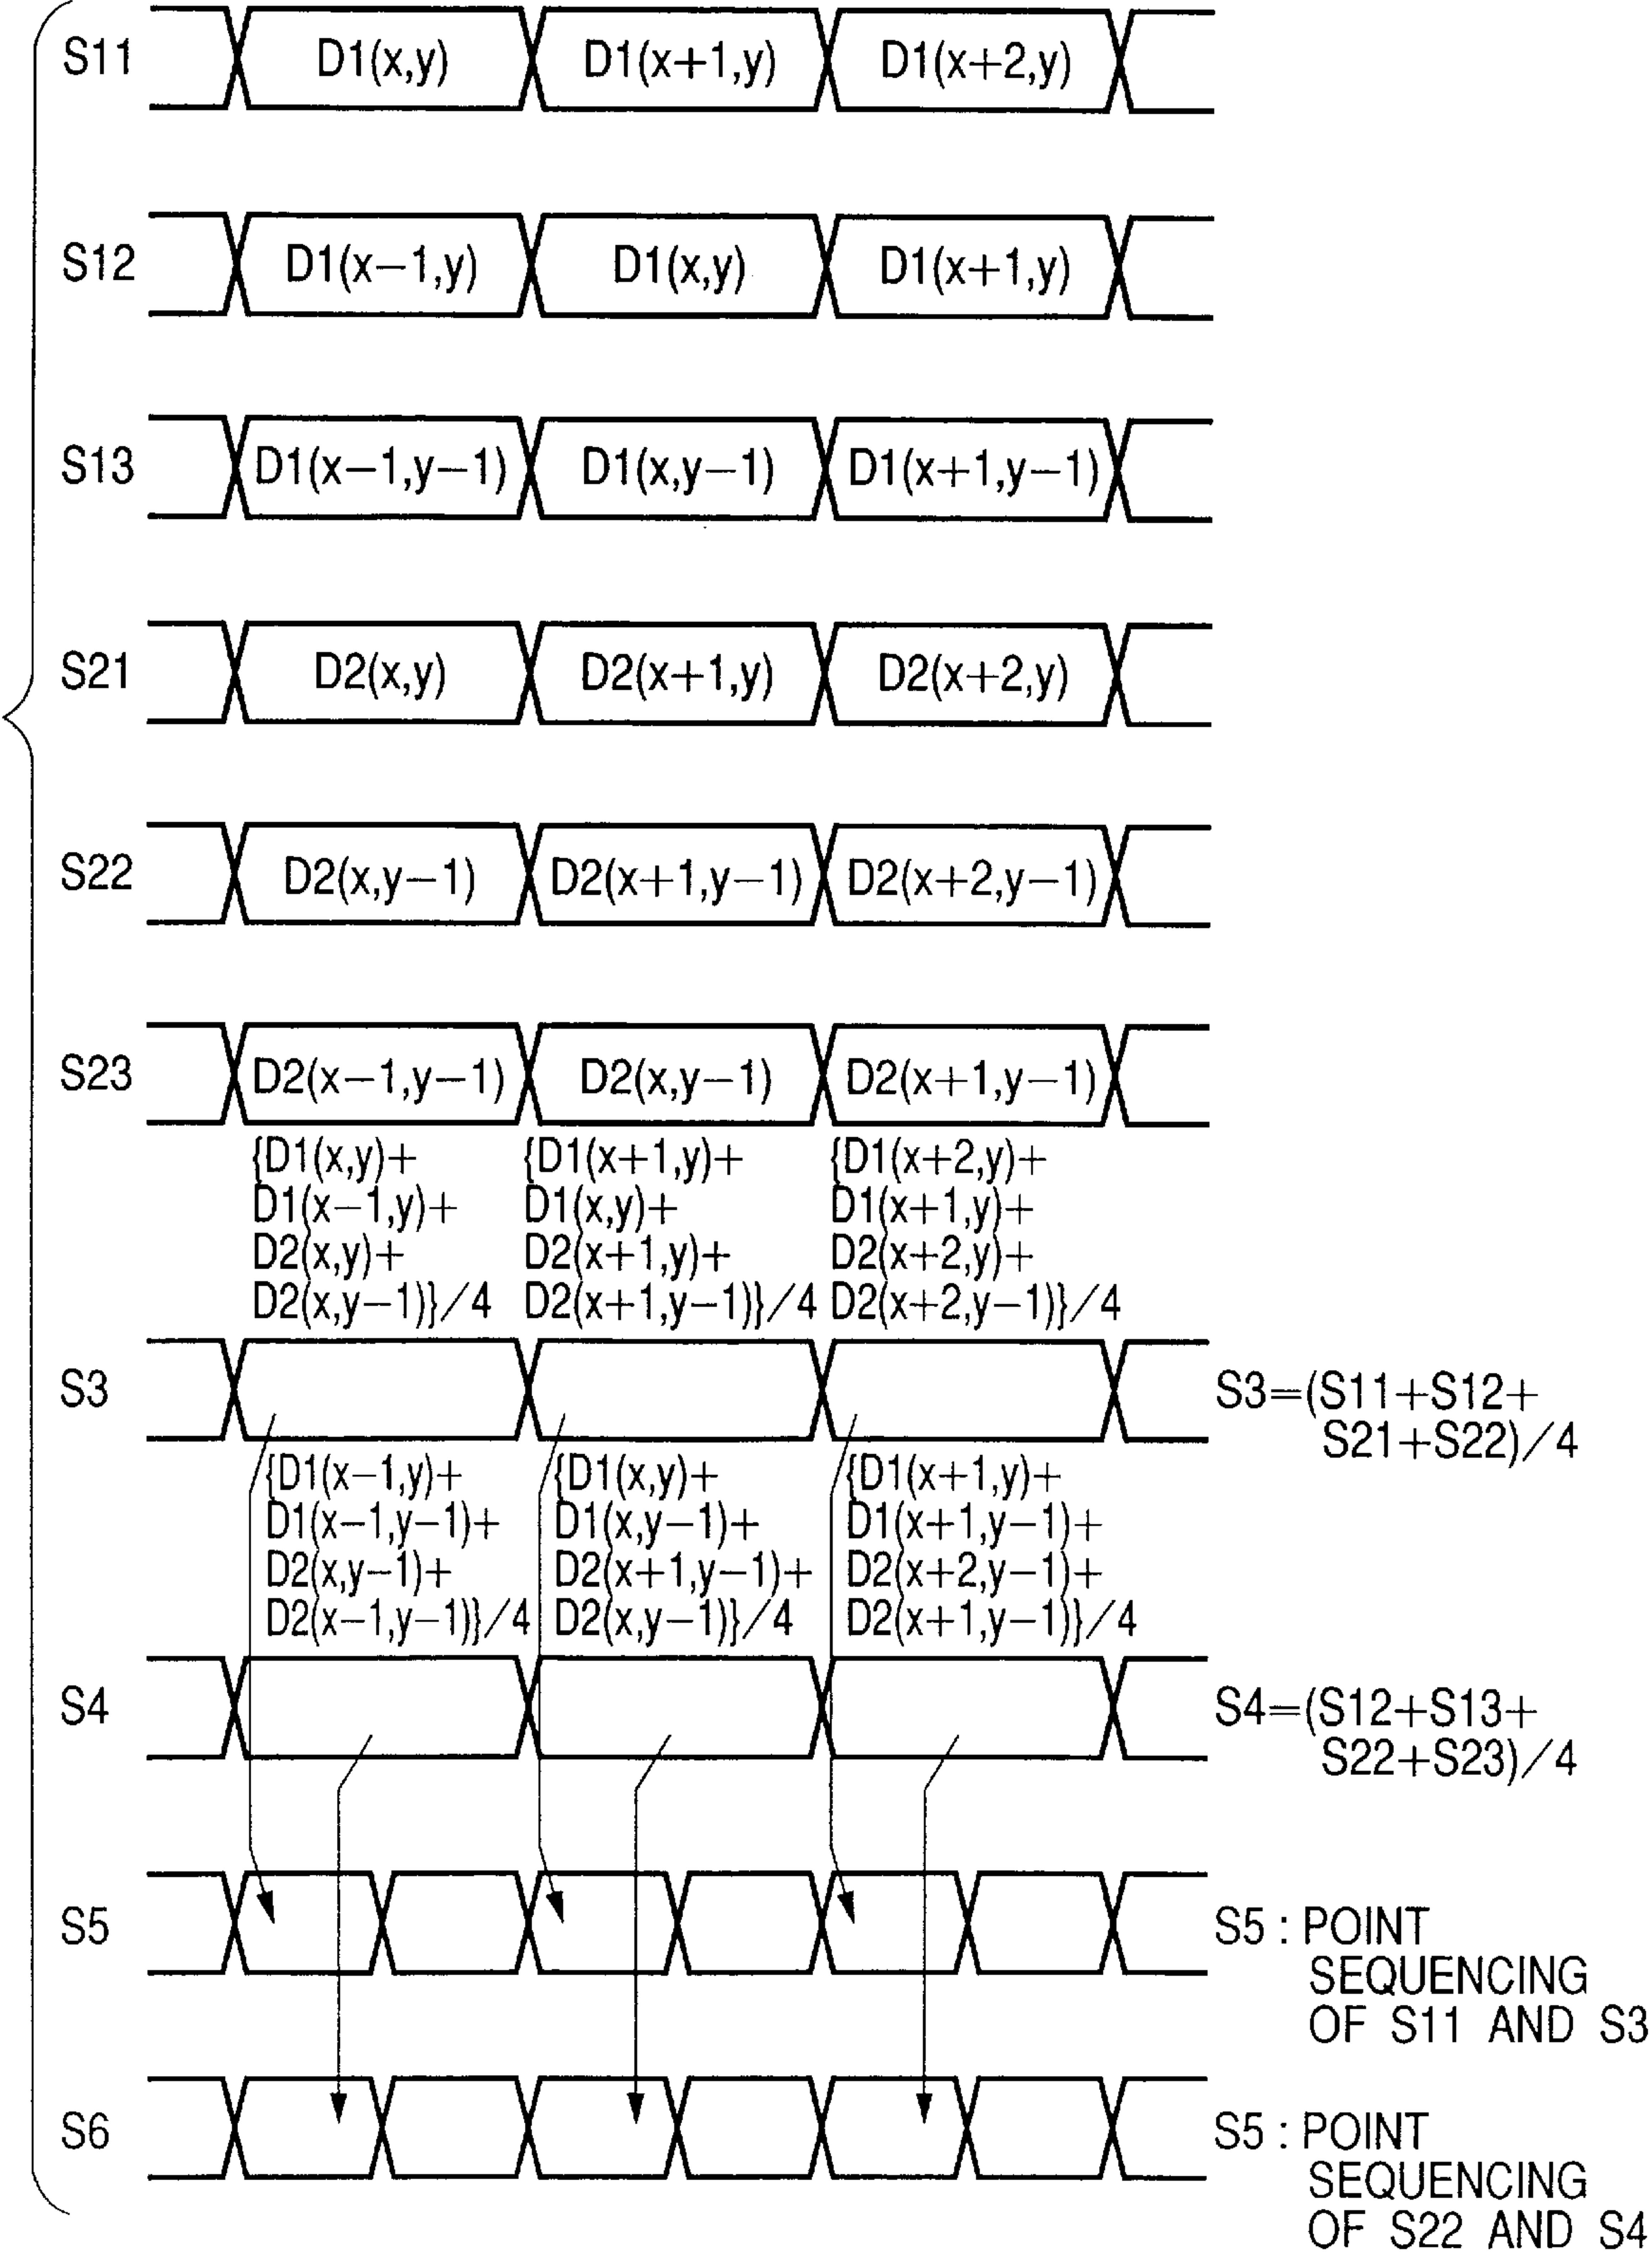 S11 D1(x,y) D1(x+1,y) D1(x+2,y)
S12 D1(x−1,y) D1(x,y) D1(x+1,y)
S13 D1(x−1,y−1) D1(x,y−1) D1(x+1,y−1)
S21 D2(x,y) D2(x+1,y) D2(x+2,y)
S22 D2(x,y−1) D2(x+1,y−1) D2(x+2,y−1)
S23 D2(x−1,y−1) D2(x,y−1) D2(x+1,y−1)
{D1(x,y)+ {D1(x+1,y)+ {D1(x+2,y)+
D1(x−1,y)+ D1(x,y)+ D1(x+1,y)+
D2(x,y)+ D2(x+1,y)+ D2(x+2,y)+
D2(x,y−1)}/4 D2(x+1,y−1)}/4 D2(x+2,y−1)}/4
S3 S3=(S11+S12+
S21+S22)/4
{D1(x−1,y)+ {D1(x,y)+ {D1(x+1,y)+
D1(x−1,y−1)+ D1(x,y−1)+ D1(x+1,y−1)+
D2(x,y−1)+ D2(x+1,y−1)+ D2(x+2,y−1)+
D2(x−1,y−1)}/4 D2(x,y−1)}/4 D2(x+1,y−1)}/4
S4 S4=(S12+S13+
S22+S23)/4
S5 S5 : POINT
SEQUENCING
OF S11 AND S3
S6 S5 : POINT
SEQUENCING
OF S22 AND S4